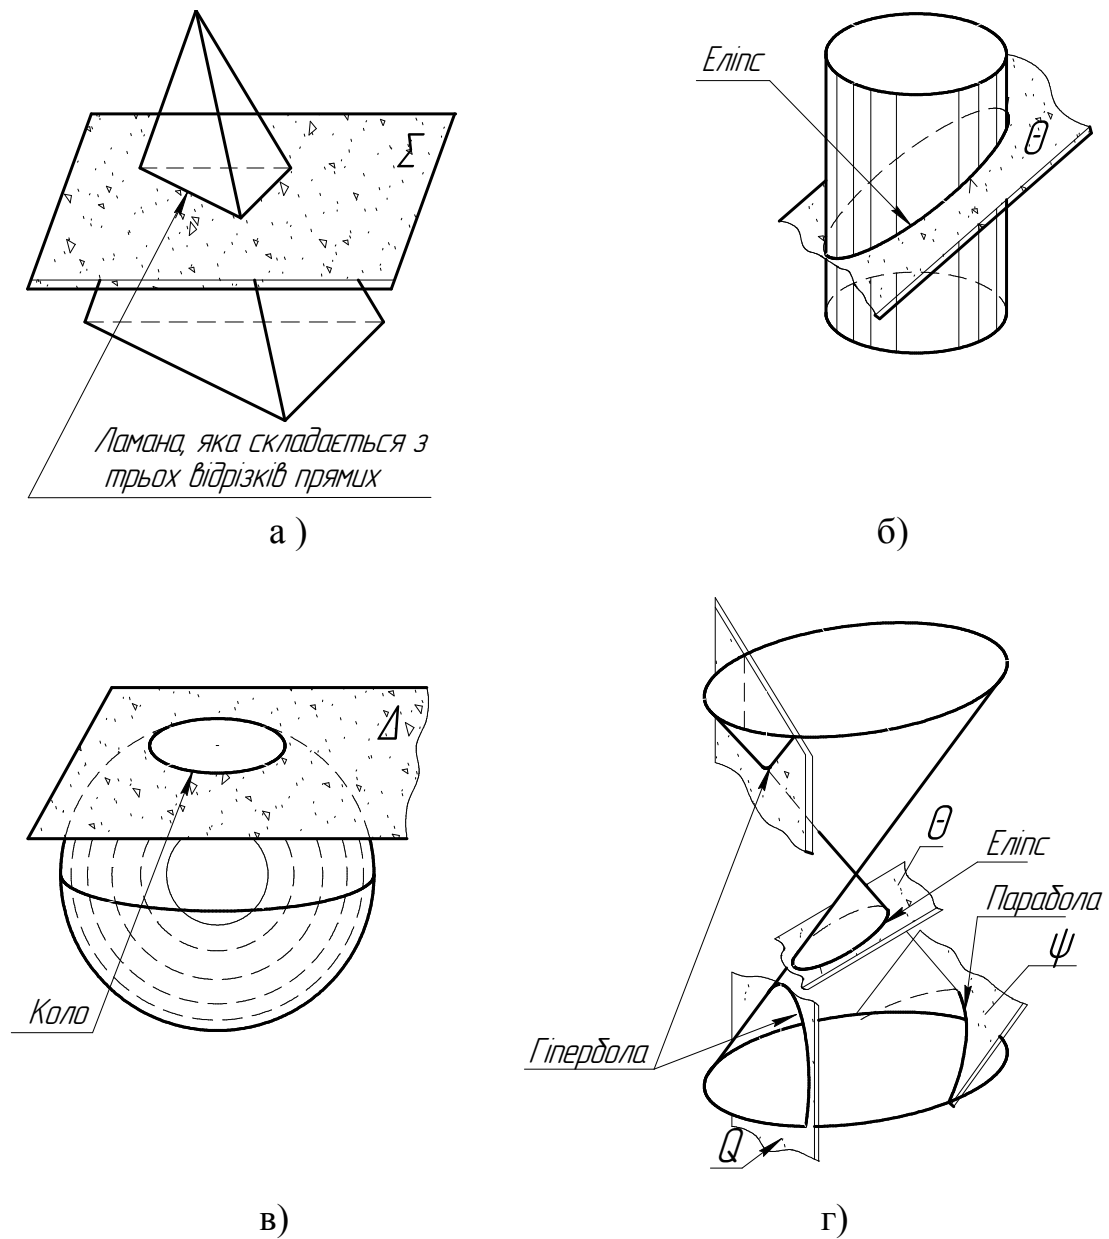 Σ
Ламана, яка складається з
трьох відрізків прямих
а )
Еліпс
Θ
б)
Δ
Коло
в)
Θ
Еліпс
Парабола
Ψ
Гіпербола
Q
г)